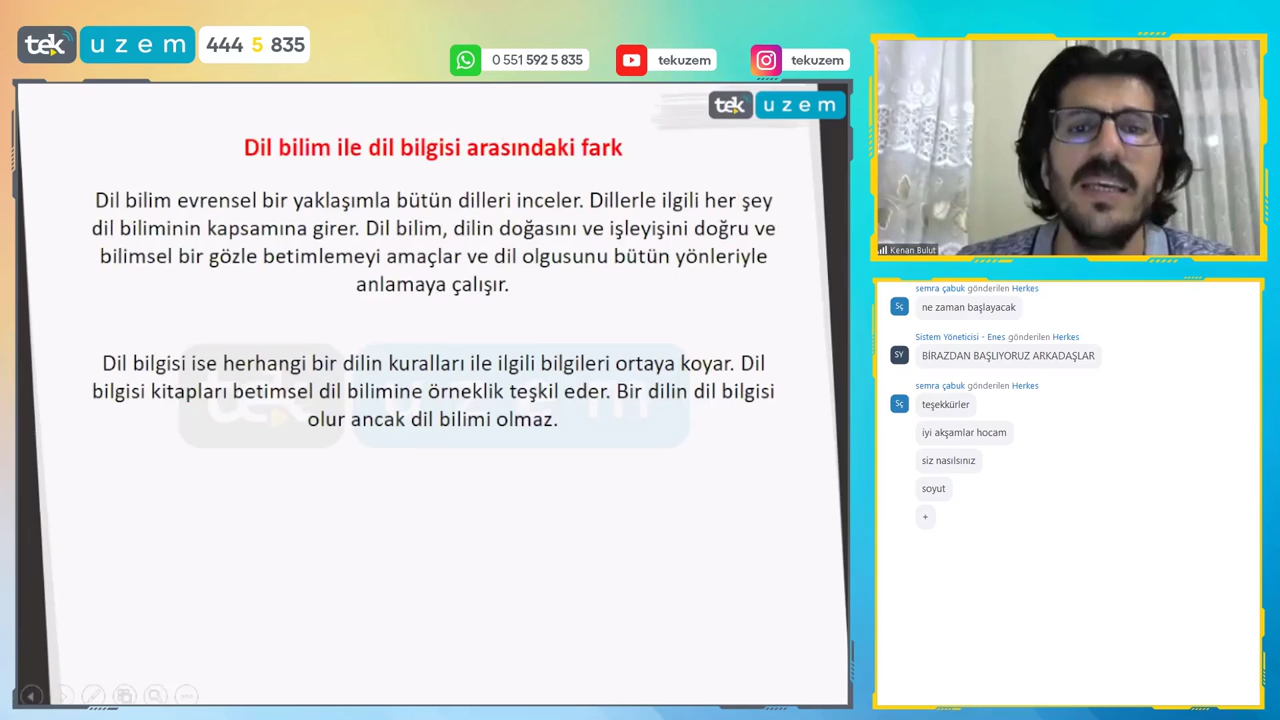 tek uzem 444 5 835
0 551 592 5 835 tekuzem tekuzem
tek uzem
Dil bilim ile dil bilgisi arasındaki fark
Dil bilim evrensel bir yaklaşımla bütün dilleri inceler. Dillerle ilgili her şey
dil biliminin kapsamına girer. Dil bilim, dilin doğasını ve işleyişini doğru ve
bilimsel bir gözle betimlemeyi amaçlar ve dil olgusunu bütün yönleriyle
anlamaya çalışır.
Dil bilgisi ise herhangi bir dilin kuralları ile ilgili bilgileri ortaya koyar. Dil
bilgisi kitapları betimsel dil bilimine örneklik teşkil eder. Bir dilin dil bilgisi
olur ancak dil bilimi olmaz.
Kenan Bulut
semra çabuk gönderilen Herkes
SÇ ne zaman başlayacak
Sistem Yöneticisi - Enes gönderilen Herkes
SY BİRAZDAN BAŞLIYORUZ ARKADAŞLAR
semra çabuk gönderilen Herkes
SÇ teşekkürler
iyi akşamlar hocam
siz nasılsınız
soyut
+